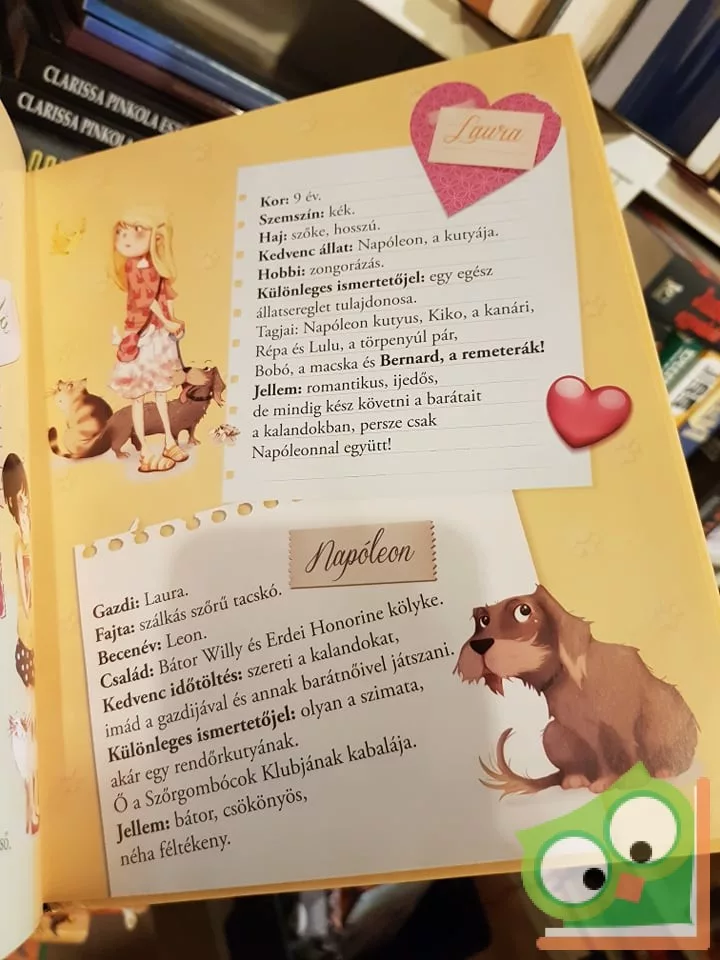 CLARISSA PINKOLA
CLARISSA PINKOLA
Laura
Kor: 9 év.
Szemszín: kék.
Haj: szőke, hosszú.
Kedvenc állat: Napóleon, a kutyája.
Hobbi: zongorázás.
Különleges ismertetőjel: egy egész
állatsereglet tulajdonosa.
Tagjai: Napóleon kutyus, Kiko, a kanári,
Répa és Lulu, a törpenyúl pár,
Bobó, a macska és Bernard, a remeterák!
Jellem: romantikus, ijedős,
de mindig kész követni a barátait
a kalandokban, persze csak
Napóleonnal együtt!
Napóleon
Gazdi: Laura.
Fajta: szálkás szőrű tacskó.
Becenév: Leon.
Család: Bátor Willy és Erdei Honorine kölyke.
Kedvenc időtöltés: szereti a kalandokat,
imád a gazdijával és annak barátnőivel játszani.
Különleges ismertetőjel: olyan a szimata,
akár egy rendőrkutyának.
Ő a Szőrgombócok Klubjának kabalája.
Jellem: bátor, csökönyös,
néha féltékeny.